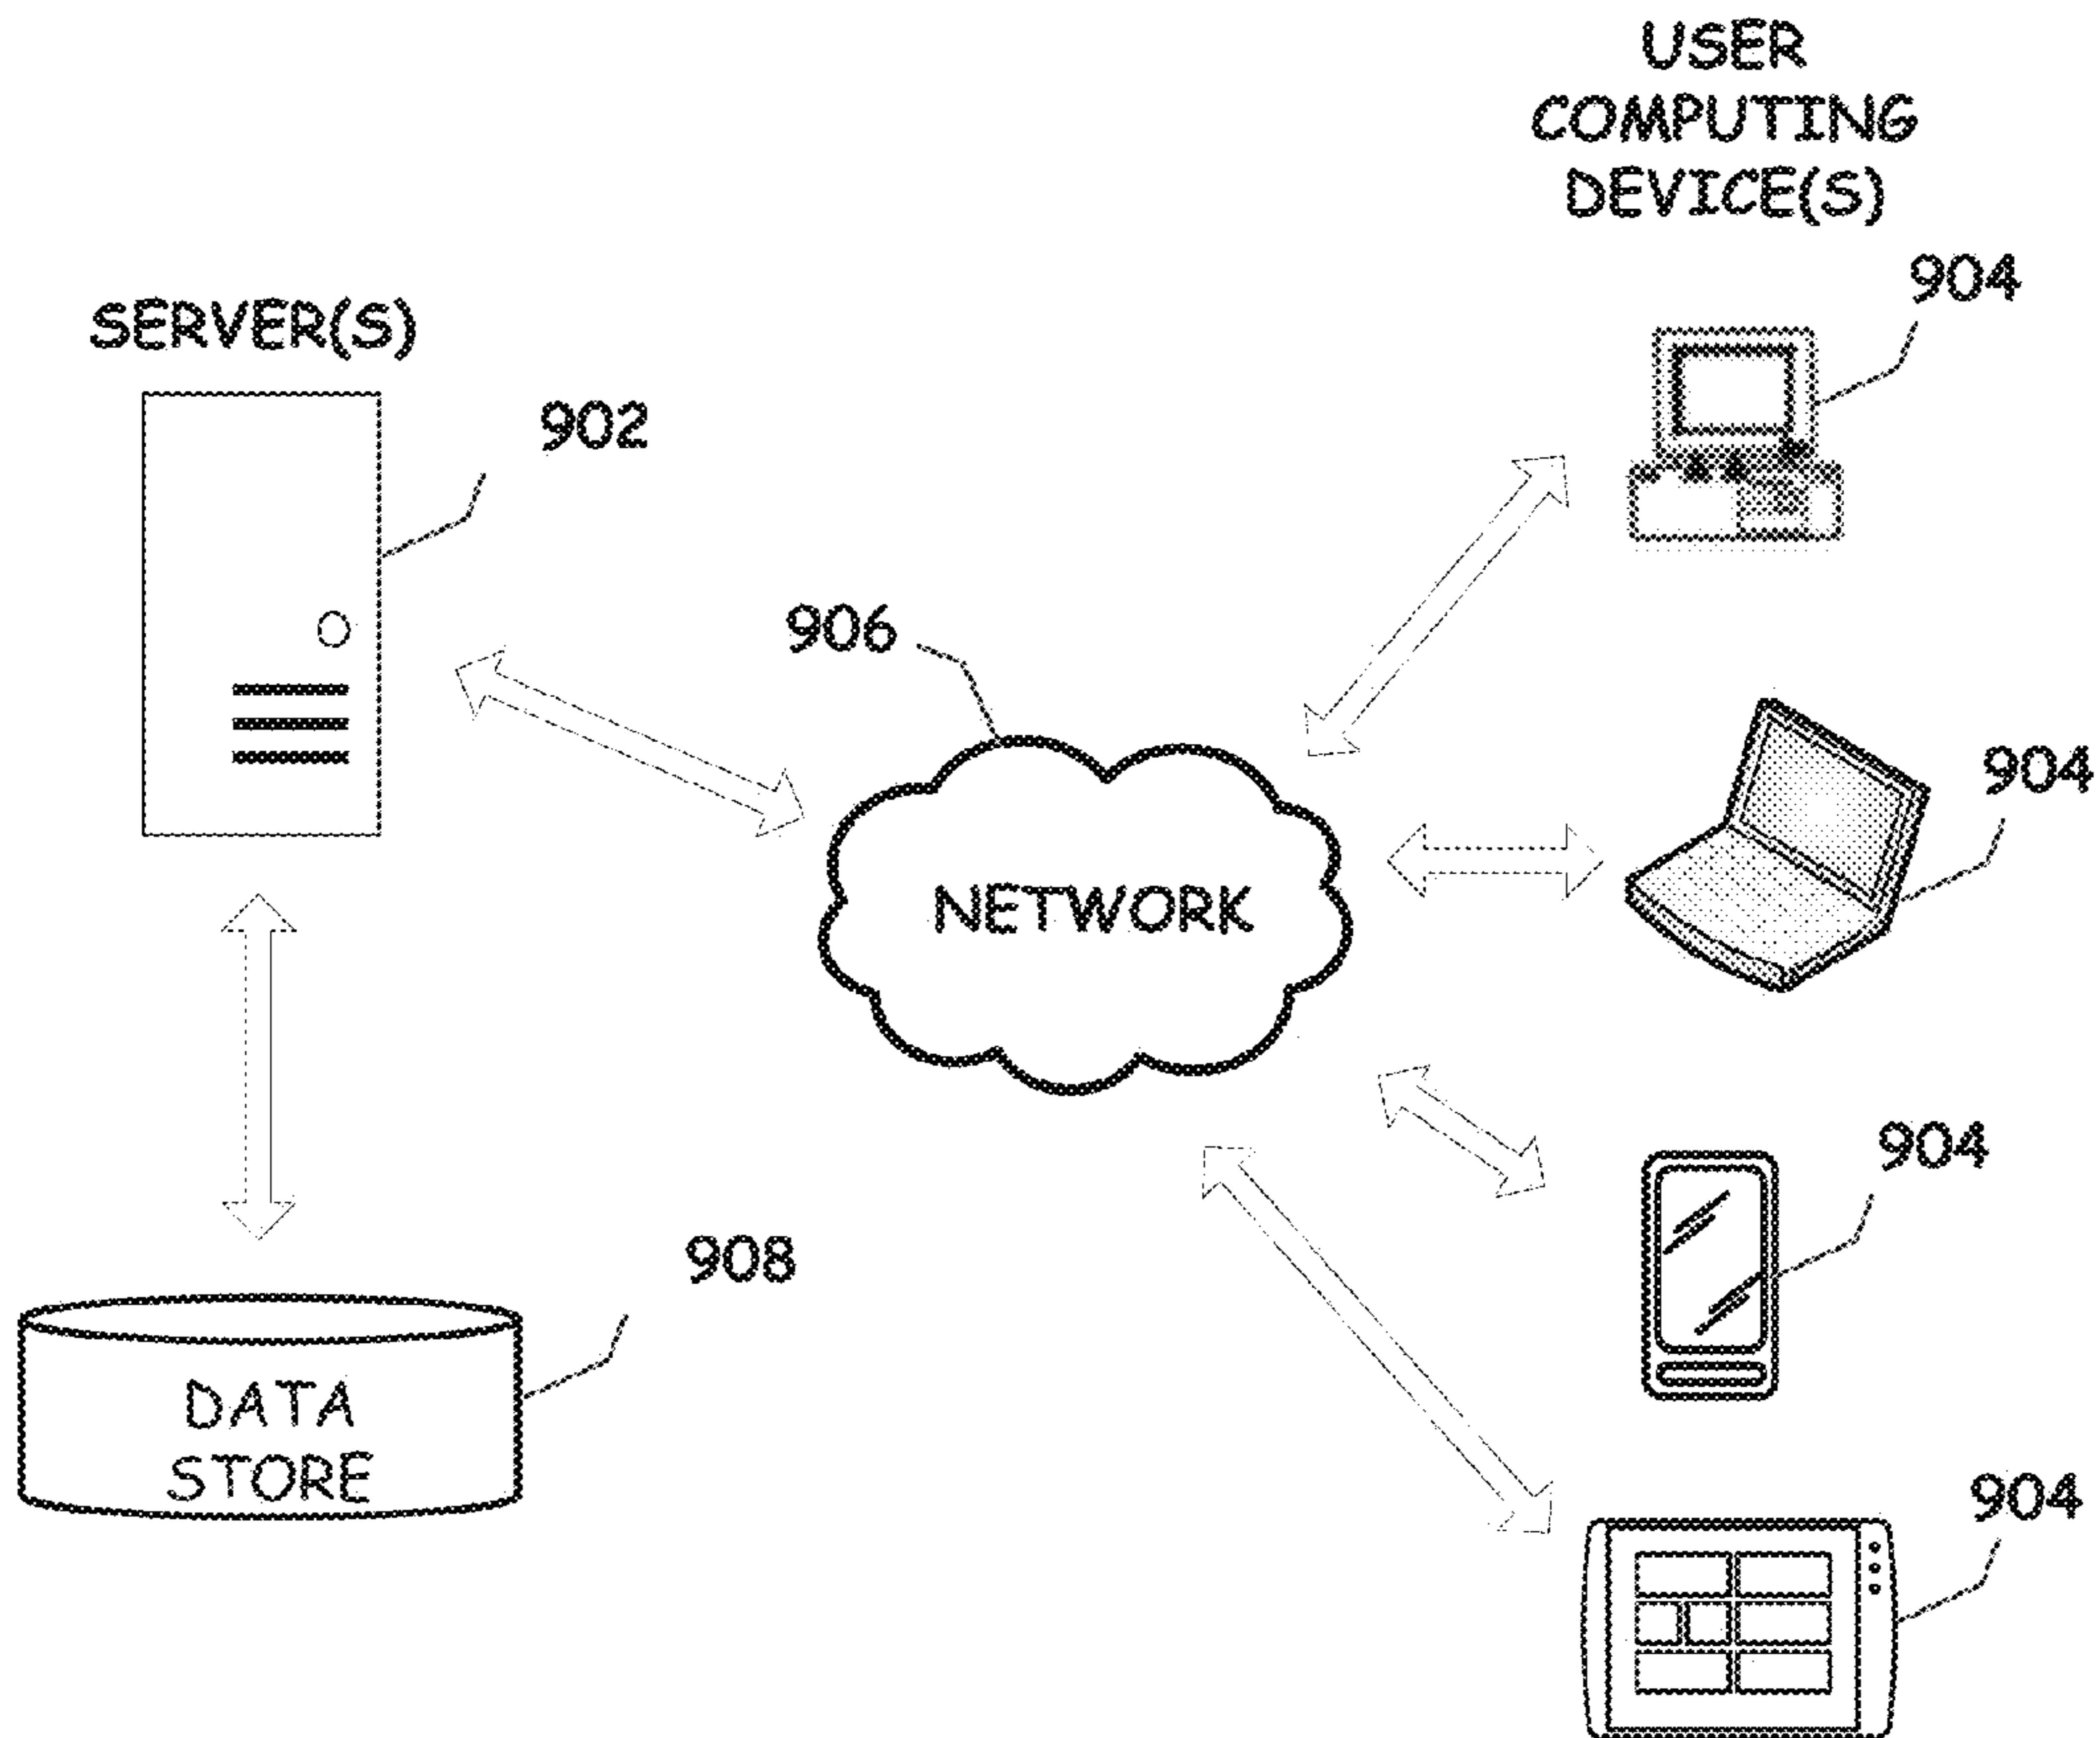 USER
COMPUTING
DEVICE(S)
904
SERVER(S)
902
906
904
NETWORK
904
908
DATA
STORE
904